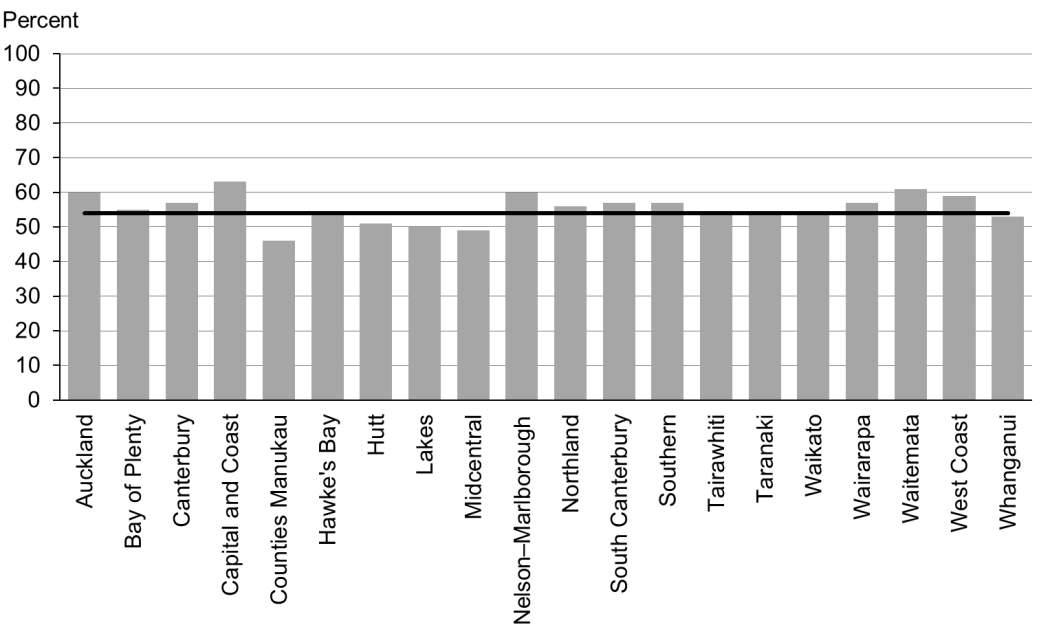 Percent
100
90
80
70
60
50
40
30
20
10
0
Auckland
Bay of Plenty
Canterbury
Capital and Coast
Counties Manukau
Hawke's Bay
Hutt
Lakes
Midcentral
Nelson–Marlborough
Northland
South Canterbury
Southern
Tairawhiti
Taranaki
Waikato
Wairarapa
Waitemata
West Coast
Whanganui